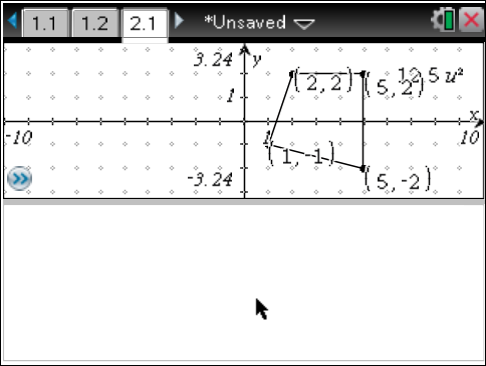 1.1 1.2 2.1 *Unsaved
3.24 y
(2, 2) (5, 2) 12.5 u²
1
x
-10 1 10
(1, -1)
-3.24 (5, -2)